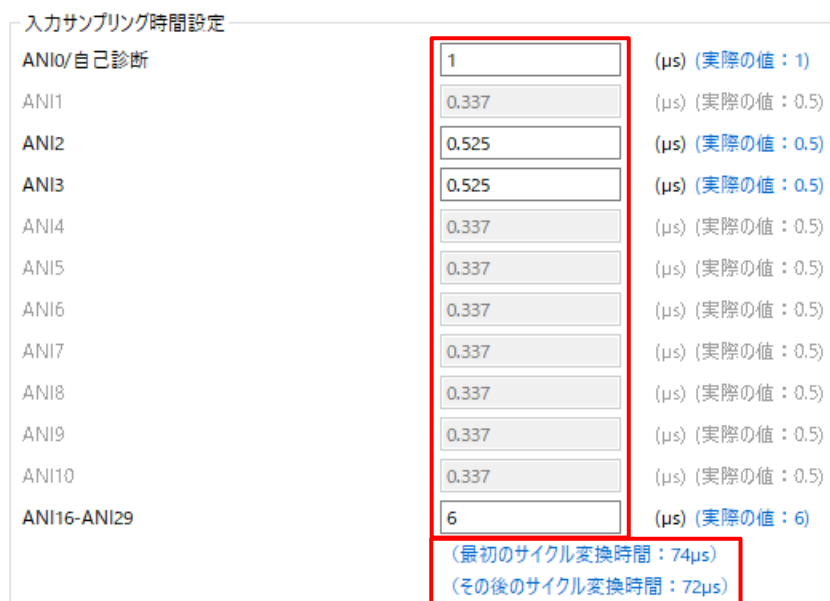 入力サンプリング時間設定
ANI0/自己診断 1 (µs) (実際の値：1)
ANI1 0.337 (µs) (実際の値：0.5)
ANI2 0.525 (µs) (実際の値：0.5)
ANI3 0.525 (µs) (実際の値：0.5)
ANI4 0.337 (µs) (実際の値：0.5)
ANI5 0.337 (µs) (実際の値：0.5)
ANI6 0.337 (µs) (実際の値：0.5)
ANI7 0.337 (µs) (実際の値：0.5)
ANI8 0.337 (µs) (実際の値：0.5)
ANI9 0.337 (µs) (実際の値：0.5)
ANI10 0.337 (µs) (実際の値：0.5)
ANI16-ANI29 6 (µs) (実際の値：6)
（最初のサイクル変換時間：74µs）
（その後のサイクル変換時間：72µs）